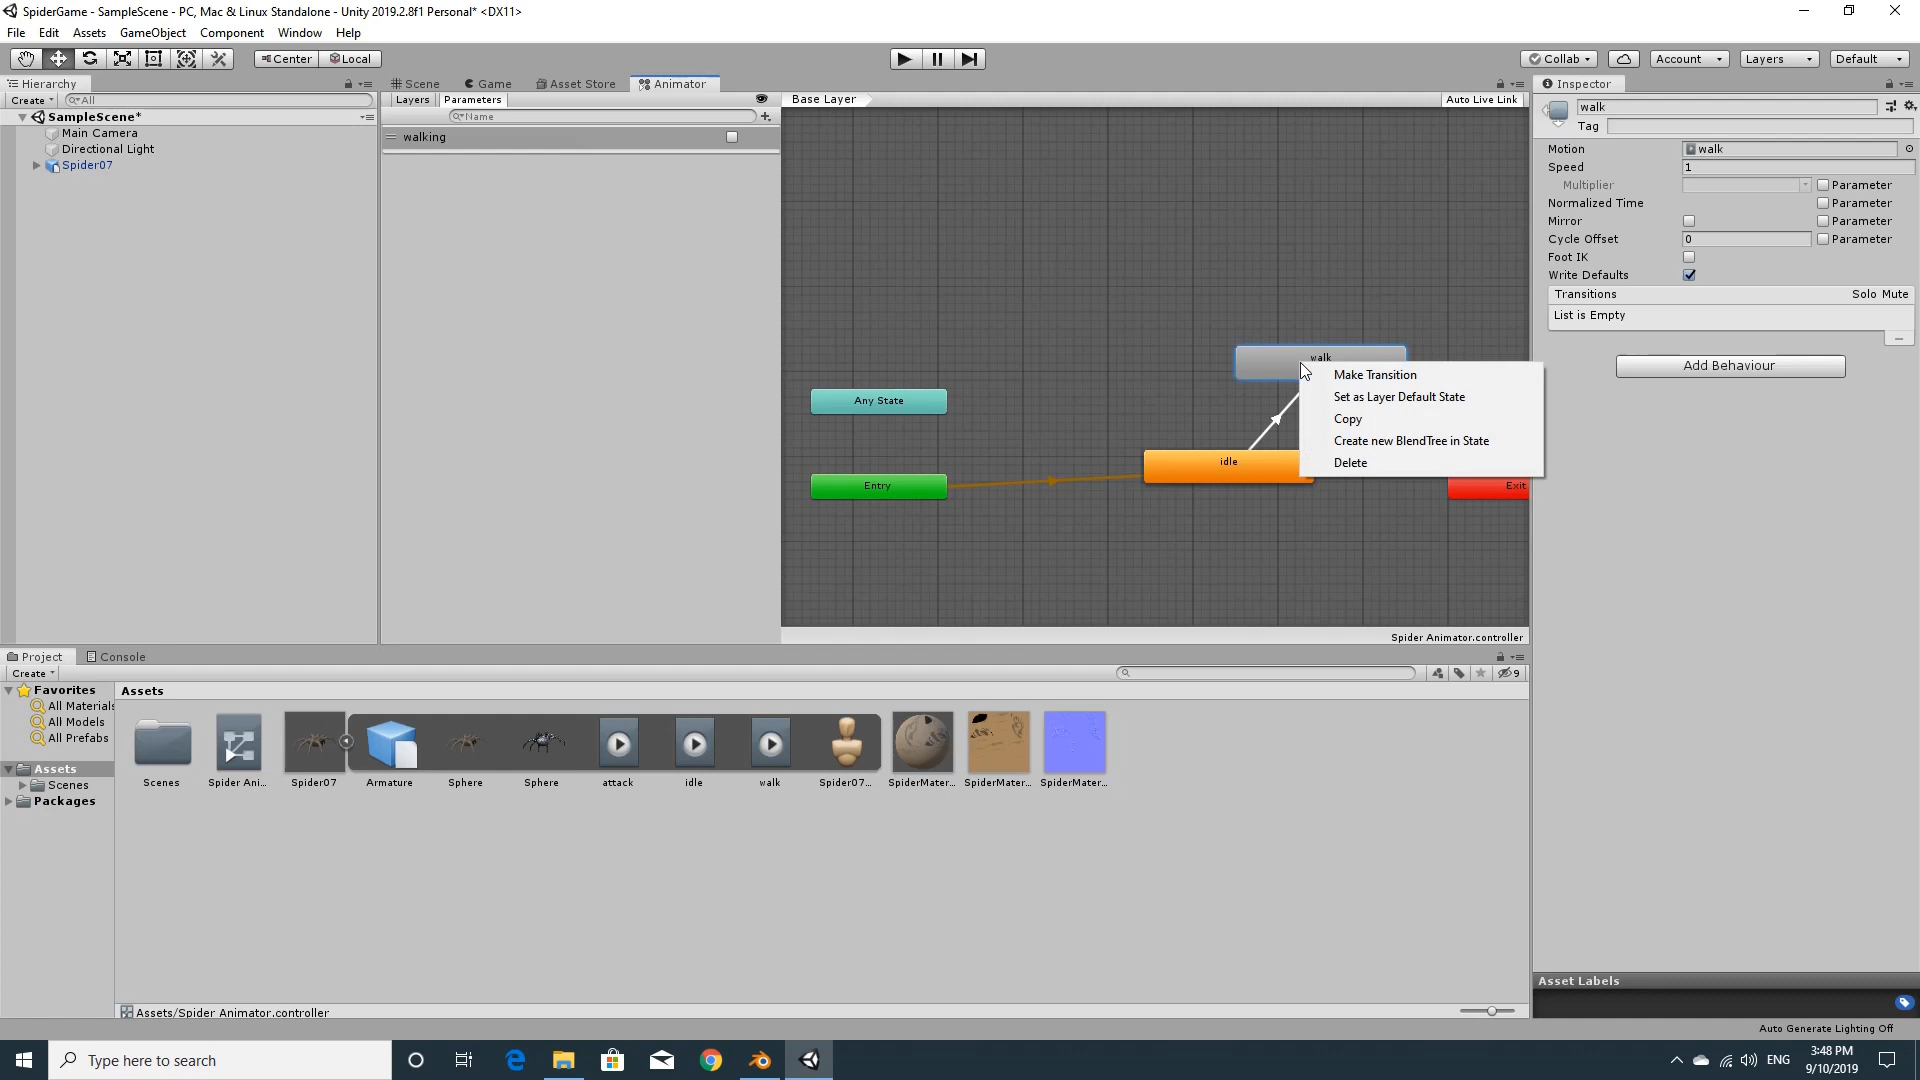 SpiderGame - SampleScene - PC, Mac & Linux Standalone - Unity 2019.2.8f1 Personal* <DX11>
File Edit Assets GameObject Component Window Help
Center Local Collab Account Layers Default
Hierarchy
Create All
SampleScene*
Main Camera
Directional Light
Spider07
Scene Game Asset Store Animator
Layers Parameters
Name
walking
Base Layer Auto Live Link
walk
Any State
Entry
idle
Exit
Make Transition
Set as Layer Default State
Copy
Create new BlendTree in State
Delete
Spider Animator.controller
Inspector
walk
Tag
Motion walk
Speed 1
Multiplier Parameter
Normalized Time Parameter
Mirror Parameter
Cycle Offset 0 Parameter
Foot IK
Write Defaults
Transitions Solo Mute
List is Empty
Add Behaviour
Asset Labels
Project Console
Create
9
Favorites
All Materials
All Models
All Prefabs
Assets
Scenes
Packages
Assets
Scenes Spider Ani... Spider07 Armature Sphere Sphere attack idle walk Spider07... SpiderMater... SpiderMater... SpiderMater...
Assets/Spider Animator.controller
Auto Generate Lighting Off
Type here to search
ENG
3:48 PM
9/10/2019